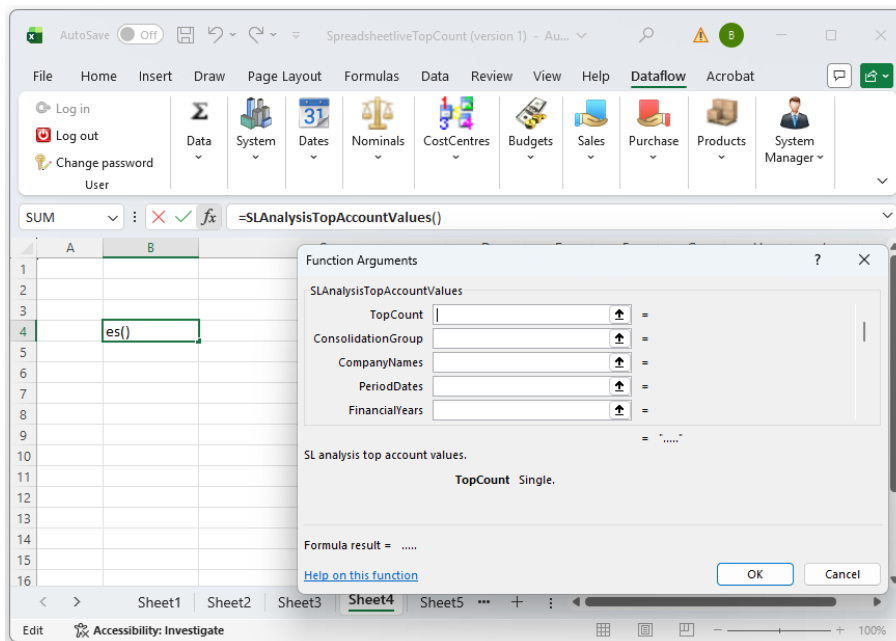 AutoSave Off SpreadsheetliveTopCount (version 1) - Au... B
File Home Insert Draw Page Layout Formulas Data Review View Help Dataflow Acrobat
Log in
Log out
Change password
User
Data
System
31
Dates
Nominals
CostCentres
Budgets
Sales
Purchase
Products
System
Manager
SUM fx =SLAnalysisTopAccountValues()
A B
1
2
3
4 es()
5
6
7
8
9
10
11
12
13
14
15
16
Function Arguments ?
SLAnalysisTopAccountValues
TopCount =
ConsolidationGroup =
CompanyNames =
PeriodDates =
FinancialYears =
= "....."
SL analysis top account values.
TopCount Single.
Formula result = .....
Help on this function OK Cancel
Sheet1 Sheet2 Sheet3 Sheet4 Sheet5 ... +
Edit Accessibility: Investigate - + 100%